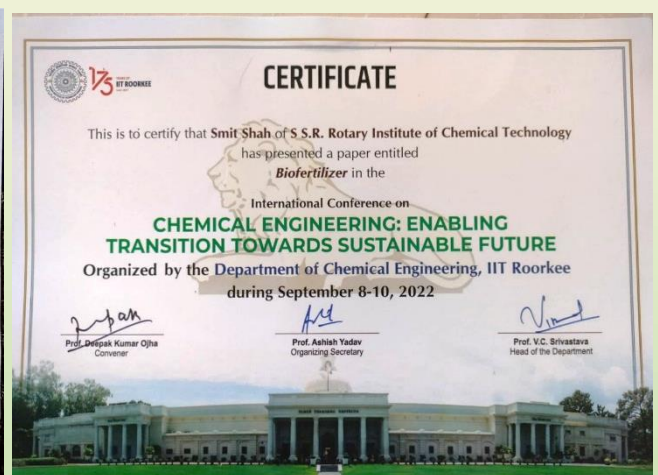 175 YEARS OF
IIT ROORKEE
CERTIFICATE
This is to certify that Smit Shah of S S.R. Rotary Institute of Chemical Technology
has presented a paper entitled
Biofertilizer in the
International Conference on
CHEMICAL ENGINEERING: ENABLING
TRANSITION TOWARDS SUSTAINABLE FUTURE
Organized by the Department of Chemical Engineering, IIT Roorkee
during September 8-10, 2022
Prof. Deepak Kumar Ojha
Convener
Prof. Ashish Yadav
Organizing Secretary
Prof. V.C. Srivastava
Head of the Department